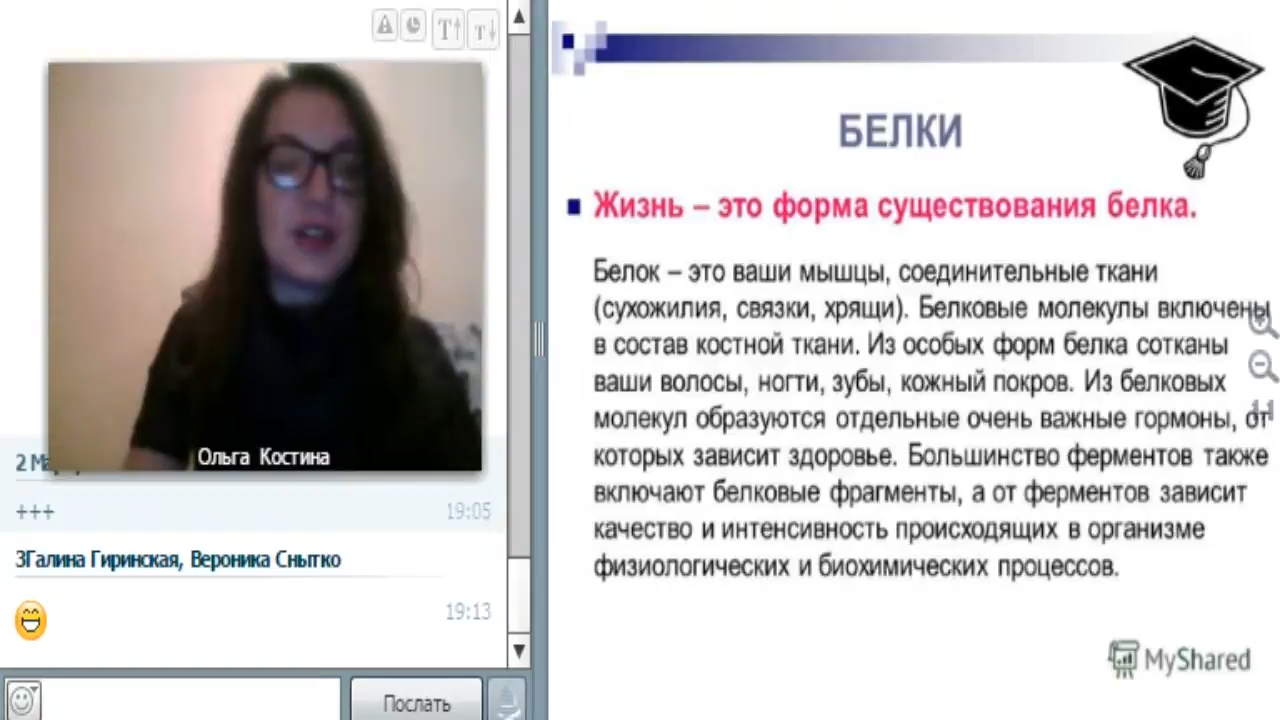 Ольга Костина
+++
19:05
3Галина Гиринская, Вероника Снытко
19:13
Послать
БЕЛКИ
Жизнь – это форма существования белка.
Белок – это ваши мышцы, соединительные ткани
(сухожилия, связки, хрящи). Белковые молекулы включены
в состав костной ткани. Из особых форм белка сотканы
ваши волосы, ногти, зубы, кожный покров. Из белковых
молекул образуются отдельные очень важные гормоны, от
которых зависит здоровье. Большинство ферментов также
включают белковые фрагменты, а от ферментов зависит
качество и интенсивность происходящих в организме
физиологических и биохимических процессов.
MyShared